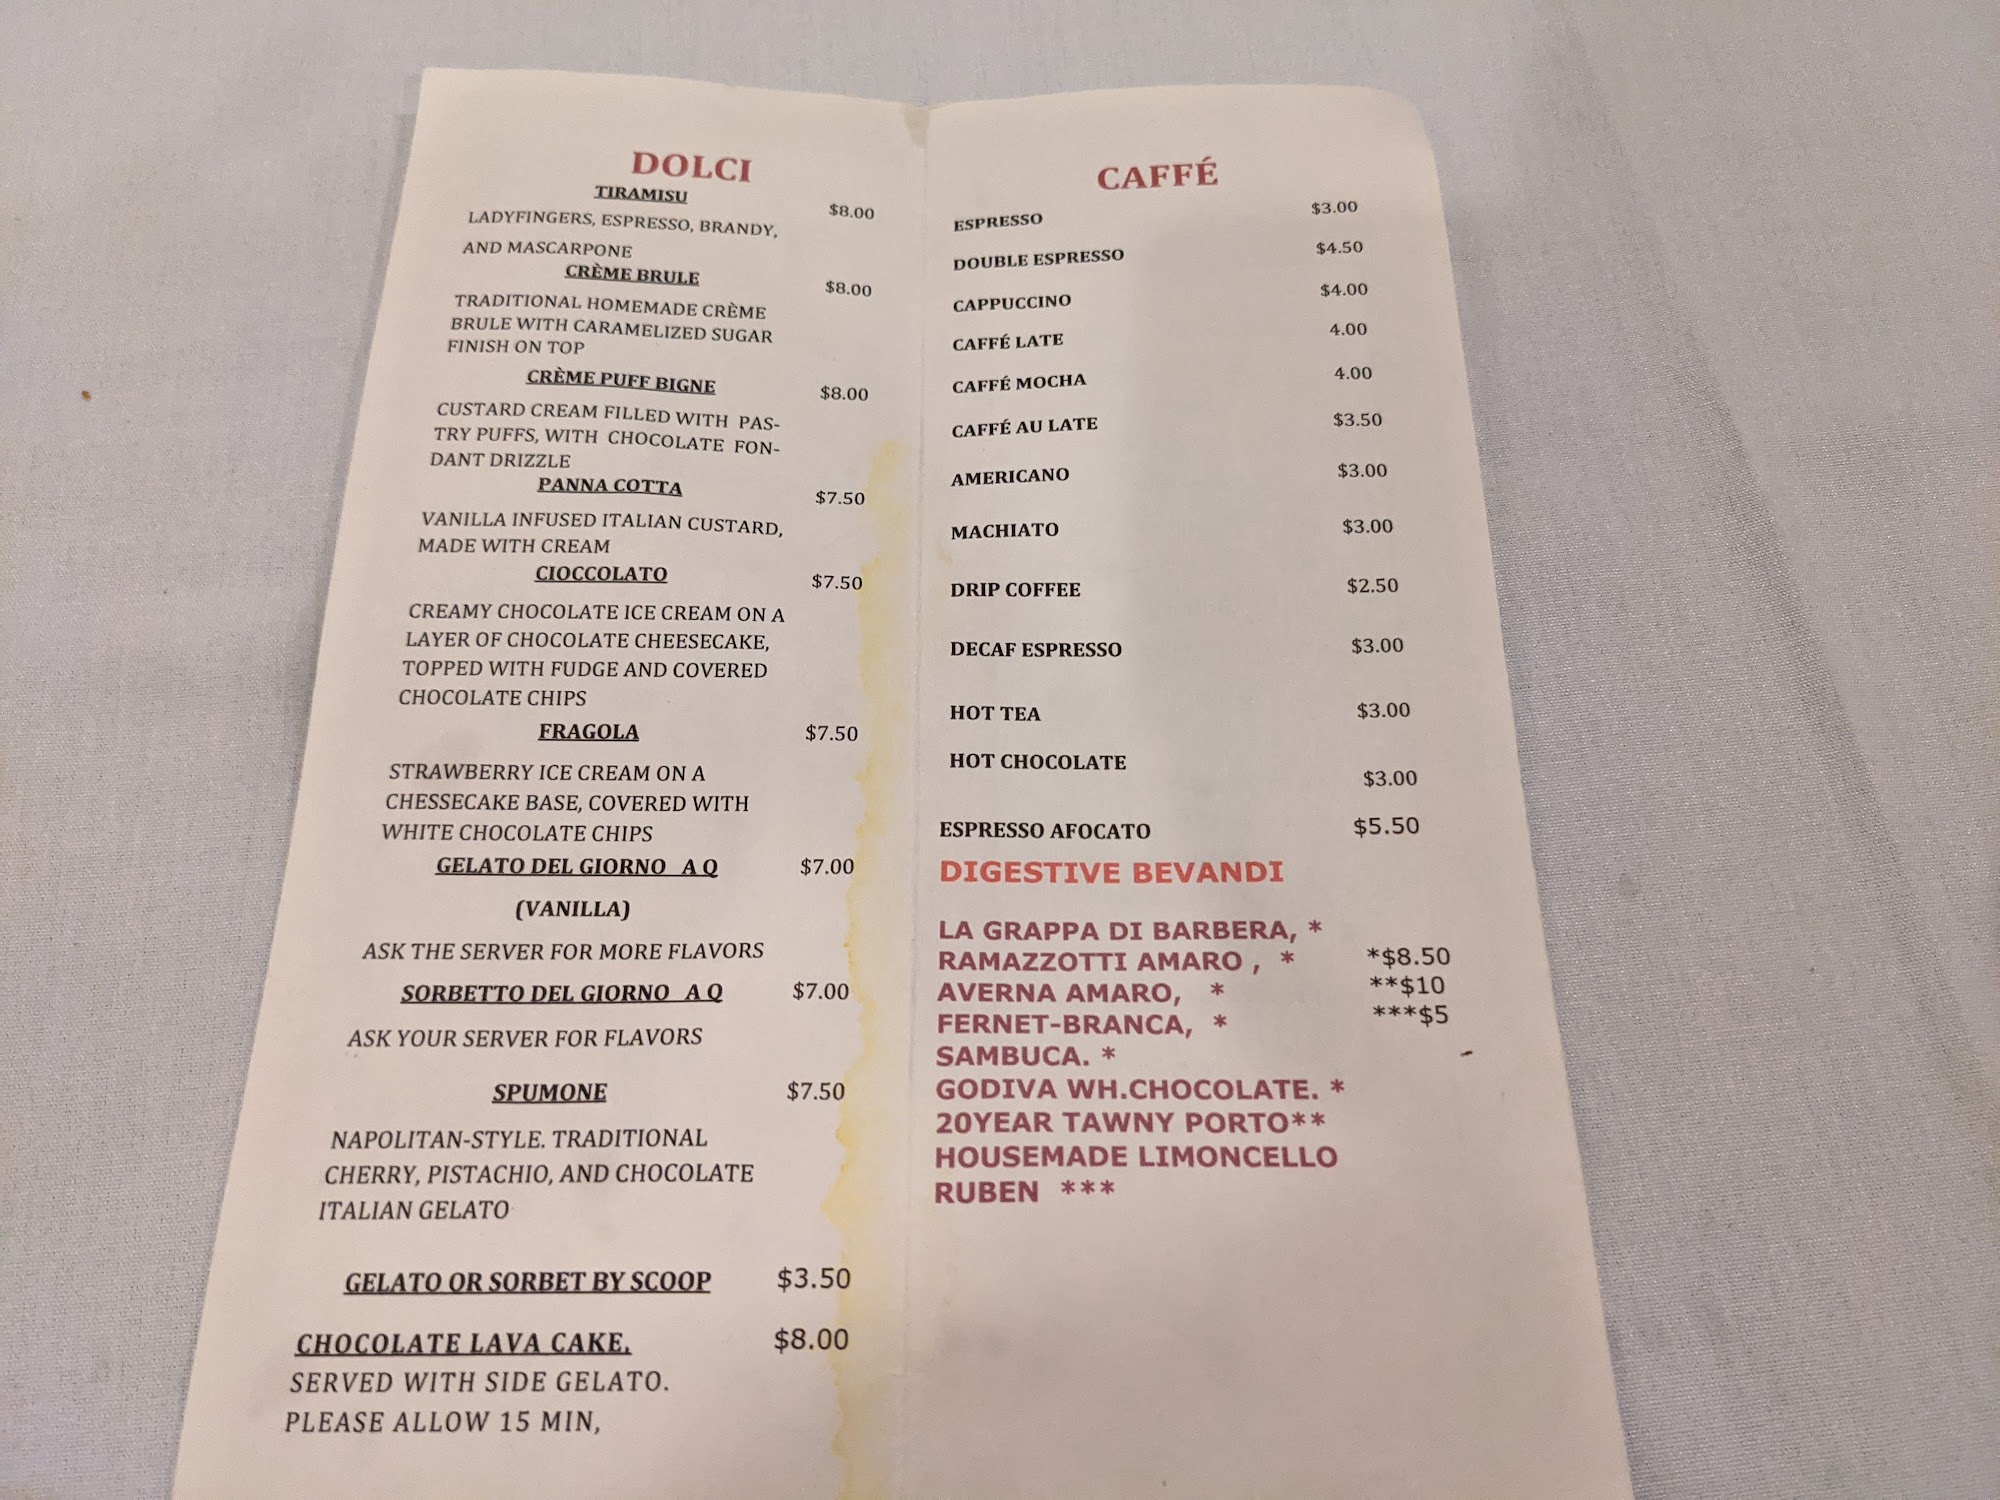 DOLCI
TIRAMISU $8.00
LADYFINGERS, ESPRESSO, BRANDY,
AND MASCARPONE
CRÈME BRULE $8.00
TRADITIONAL HOMEMADE CRÈME
BRULE WITH CARAMELIZED SUGAR
FINISH ON TOP
CRÈME PUFF BIGNE $8.00
CUSTARD CREAM FILLED WITH PAS-
TRY PUFFS, WITH CHOCOLATE FON-
DANT DRIZZLE
PANNA COTTA $7.50
VANILLA INFUSED ITALIAN CUSTARD,
MADE WITH CREAM
CIOCCOLATO $7.50
CREAMY CHOCOLATE ICE CREAM ON A
LAYER OF CHOCOLATE CHEESECAKE,
TOPPED WITH FUDGE AND COVERED
CHOCOLATE CHIPS
FRAGOLA $7.50
STRAWBERRY ICE CREAM ON A
CHESSECAKE BASE, COVERED WITH
WHITE CHOCOLATE CHIPS
GELATO DEL GIORNO A Q $7.00
(VANILLA)
ASK THE SERVER FOR MORE FLAVORS
SORBETTO DEL GIORNO A Q $7.00
ASK YOUR SERVER FOR FLAVORS
SPUMONE $7.50
NAPOLITAN-STYLE. TRADITIONAL
CHERRY, PISTACHIO, AND CHOCOLATE
ITALIAN GELATO
GELATO OR SORBET BY SCOOP $3.50
CHOCOLATE LAVA CAKE, $8.00
SERVED WITH SIDE GELATO.
PLEASE ALLOW 15 MIN,
CAFFÉ
ESPRESSO $3.00
DOUBLE ESPRESSO $4.50
CAPPUCCINO $4.00
CAFFÉ LATE 4.00
CAFFÉ MOCHA 4.00
CAFFÉ AU LATE $3.50
AMERICANO $3.00
MACHIATO $3.00
DRIP COFFEE $2.50
DECAF ESPRESSO $3.00
HOT TEA $3.00
HOT CHOCOLATE $3.00
ESPRESSO AFOCATO $5.50
DIGESTIVE BEVANDI
LA GRAPPA DI BARBERA, *
RAMAZZOTTI AMARO , * *$8.50
AVERNA AMARO, * **$10
FERNET-BRANCA, * ***$5
SAMBUCA. *
GODIVA WH.CHOCOLATE. *
20YEAR TAWNY PORTO**
HOUSEMADE LIMONCELLO
RUBEN ***